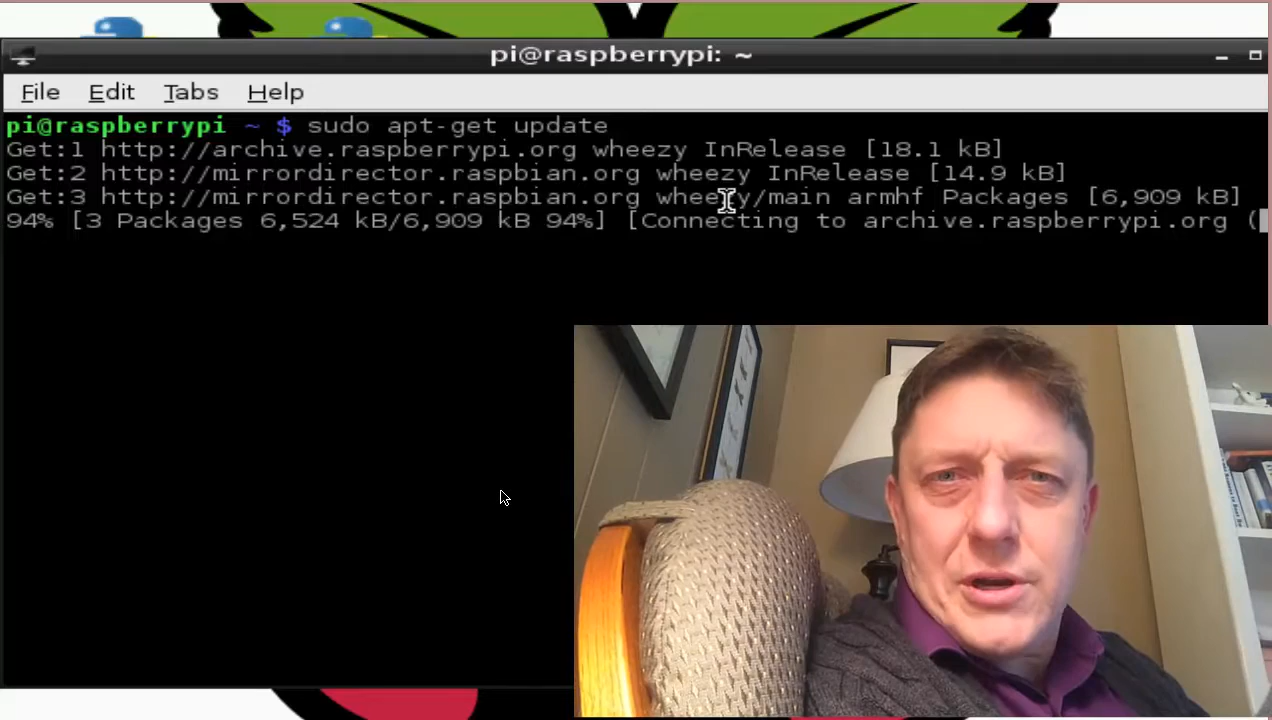 pi@raspberrypi: ~
File Edit Tabs Help
pi@raspberrypi ~ $ sudo apt-get update
Get:1 http://archive.raspberrypi.org wheezy InRelease [18.1 kB]
Get:2 http://mirrordirector.raspbian.org wheezy InRelease [14.9 kB]
Get:3 http://mirrordirector.raspbian.org wheezy/main armhf Packages [6,909 kB]
94% [3 Packages 6,524 kB/6,909 kB 94%] [Connecting to archive.raspberrypi.org (